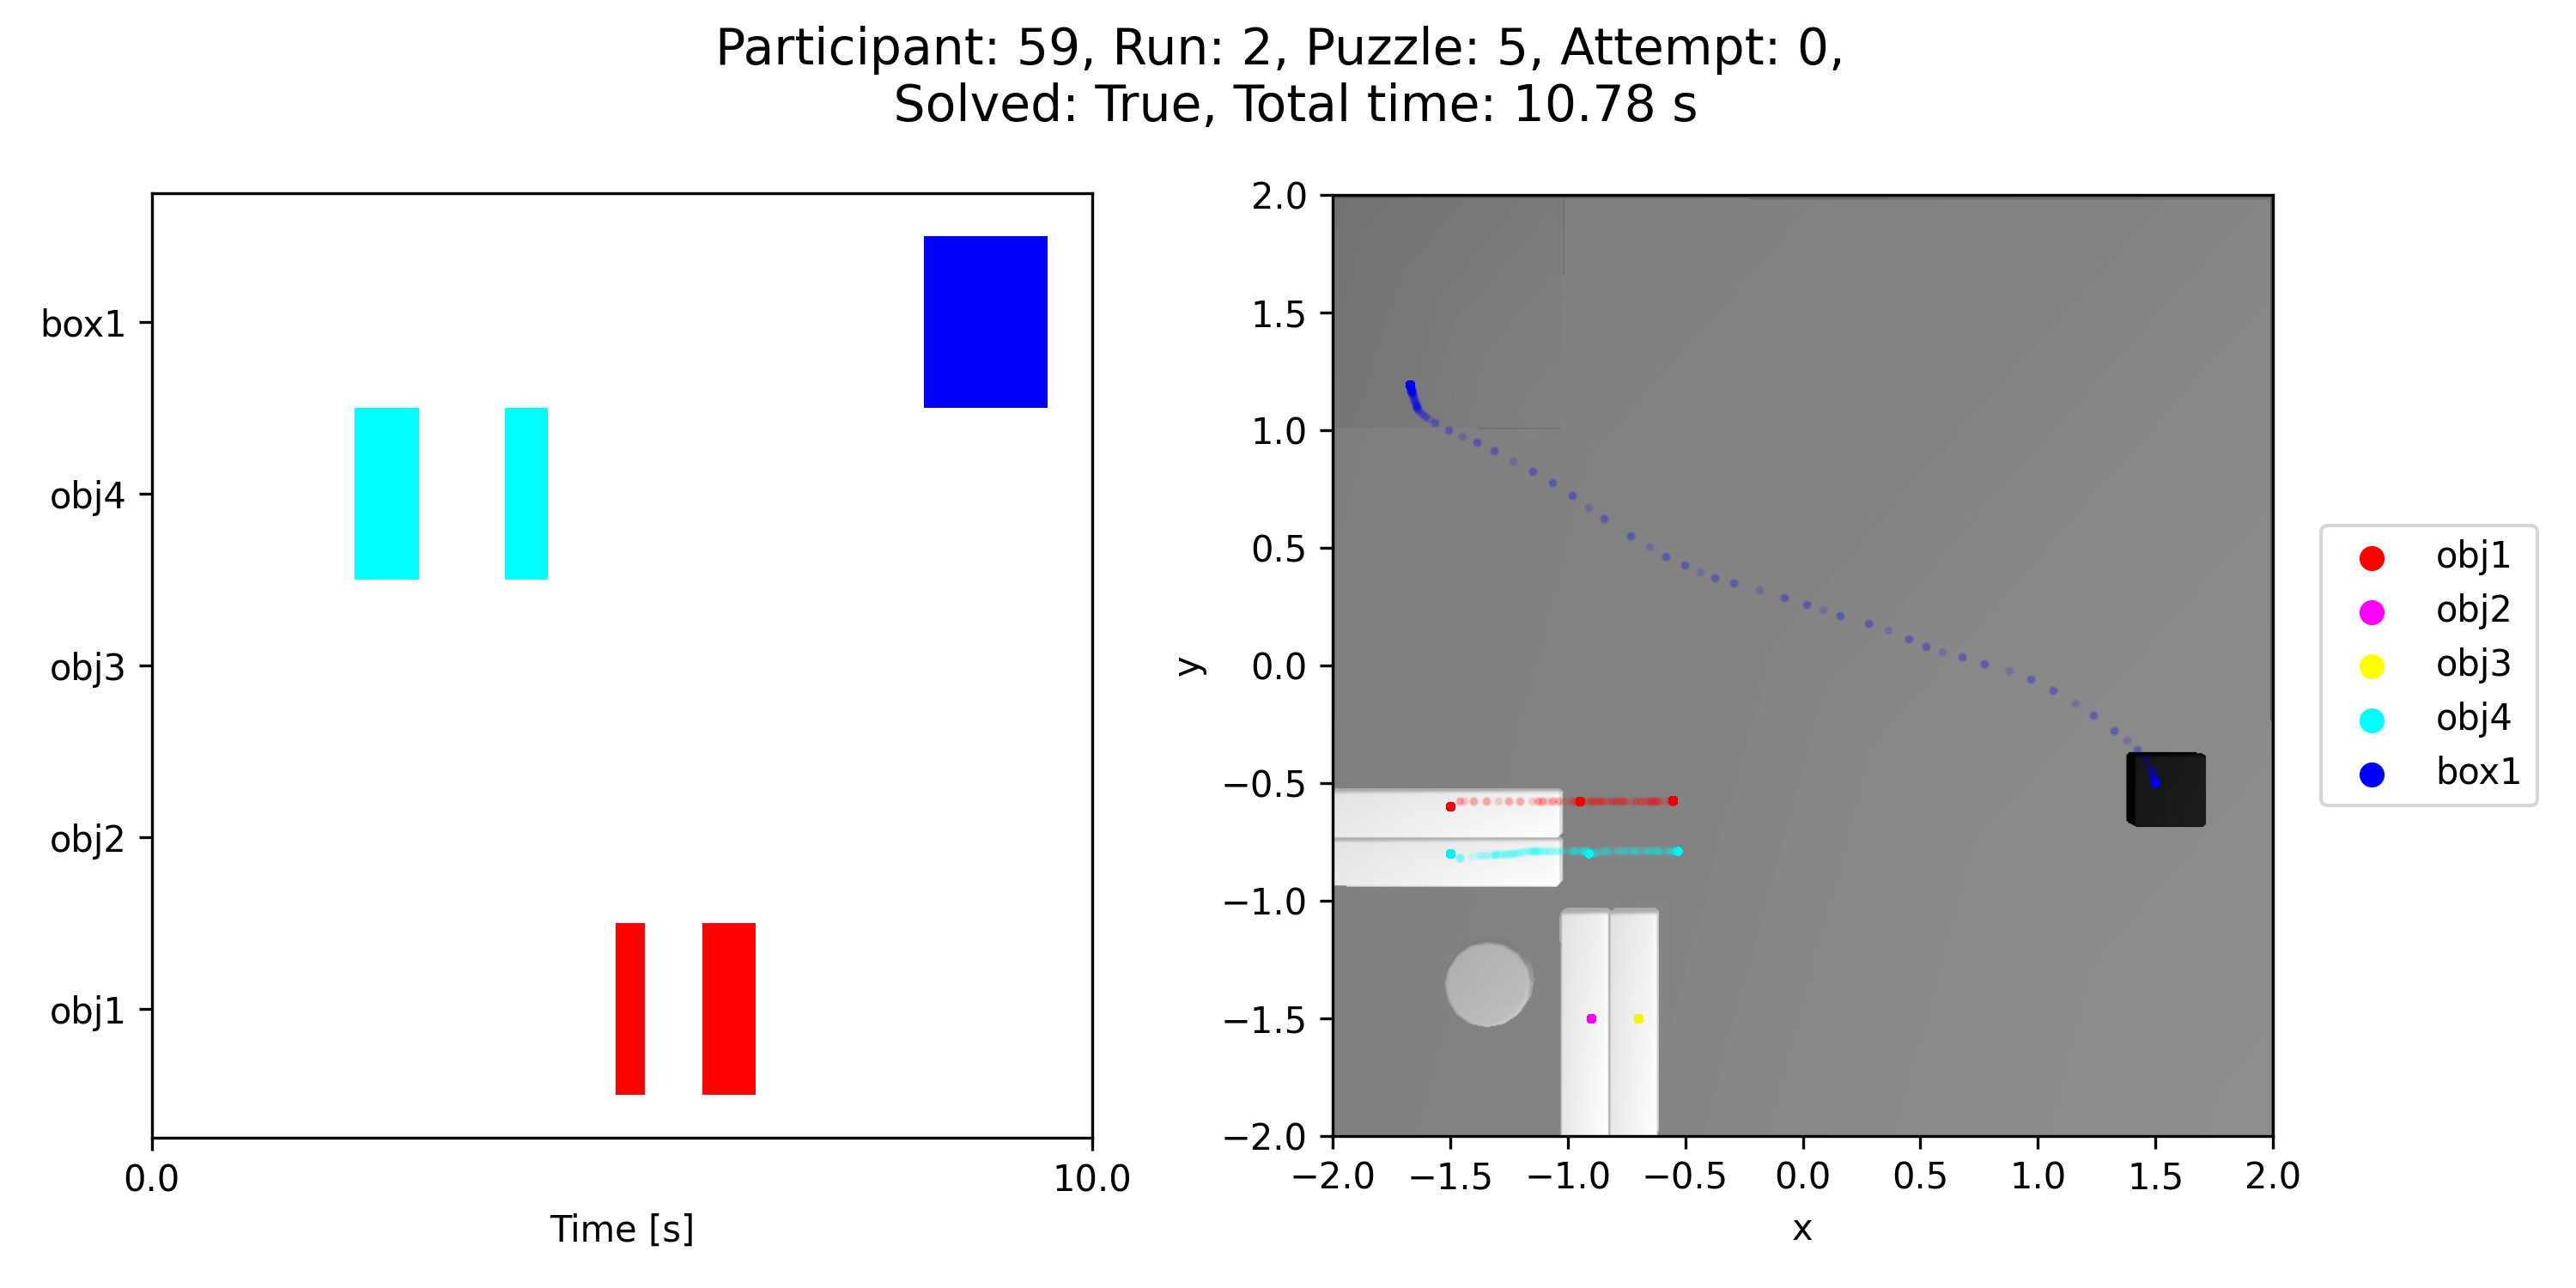 Participant: 59, Run: 2, Puzzle: 5, Attempt: 0,
Solved: True, Total time: 10.78 s
box1
obj4
obj3
obj2
obj1
0.0
10.0
Time [s]
2.0
1.5
1.0
0.5
0.0
−0.5
−1.0
−1.5
−2.0
y
−2.0
−1.5
−1.0
−0.5
0.0
0.5
1.0
1.5
2.0
x
obj1
obj2
obj3
obj4
box1